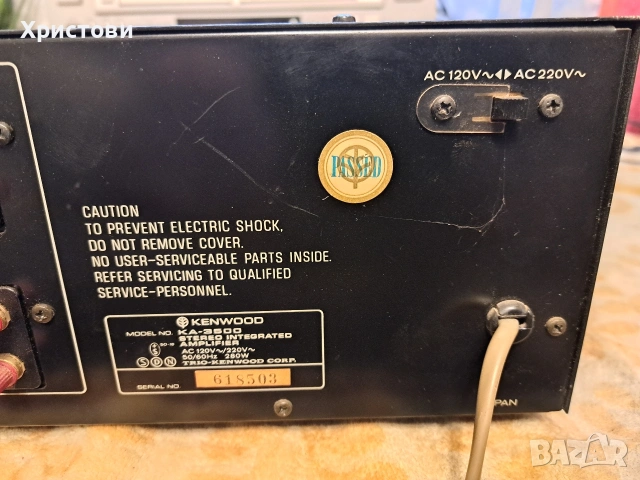 Христови
AC 120V~ ◀▶ AC 220V~
PASSED
CAUTION
TO PREVENT ELECTRIC SHOCK,
DO NOT REMOVE COVER.
NO USER-SERVICEABLE PARTS INSIDE.
REFER SERVICING TO QUALIFIED
SERVICE-PERSONNEL.
KENWOOD
MODEL NO. KA-3500
STEREO INTEGRATED
AMPLIFIER
AC 120V~/220V~
50/60Hz 280W
S D N TRIO-KENWOOD CORP.
SERIAL NO. 618503
PAN
BAZAR
bg